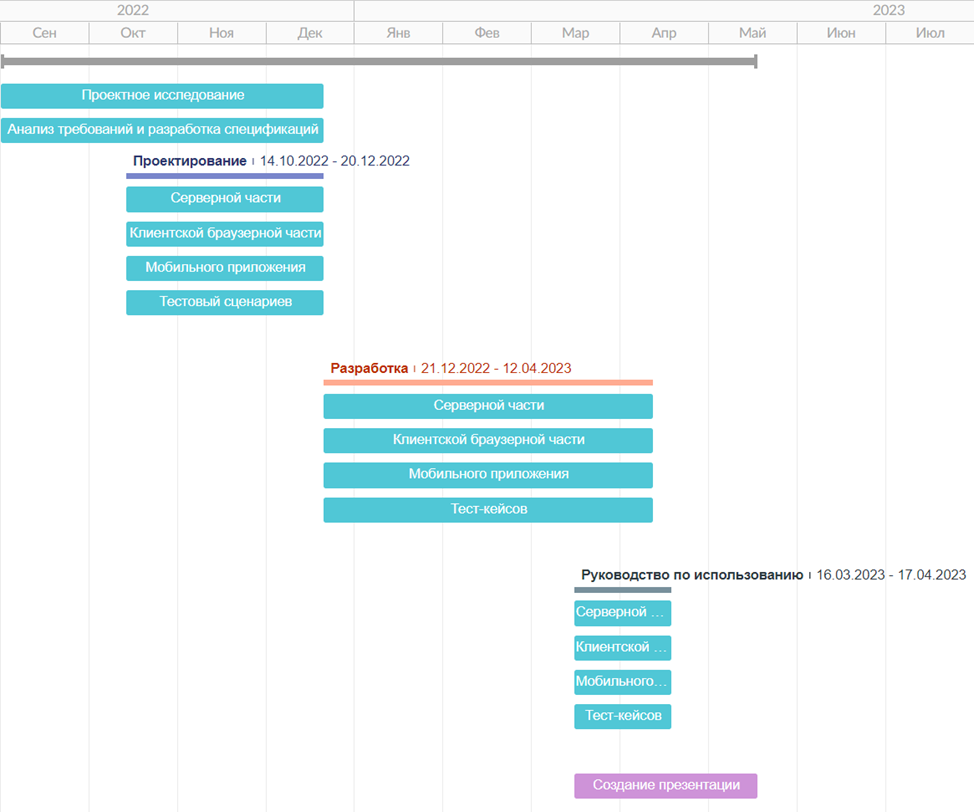 2022 2023
Сен Окт Ноя Дек Янв Фев Мар Апр Май Июн Июл
Проектное исследование
Анализ требований и разработка спецификаций
Проектирование 14.10.2022 - 20.12.2022
Серверной части
Клиентской браузерной части
Мобильного приложения
Тестовый сценариев
Разработка 21.12.2022 - 12.04.2023
Серверной части
Клиентской браузерной части
Мобильного приложения
Тест-кейсов
Руководство по использованию 16.03.2023 - 17.04.2023
Серверной ...
Клиентской ...
Мобильного...
Тест-кейсов
Создание презентации